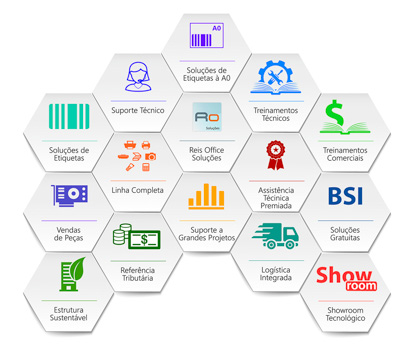 A0
Soluções de
Etiquetas à A0
Suporte Técnico
Treinamentos
Técnicos
Soluções de
Etiquetas
Ro
Soluções
Reis Office
Soluções
$
Treinamentos
Comerciais
Linha Completa
Assistência
Técnica
Premiada
Vendas
de Peças
Suporte a
Grandes Projetos
BSI
Soluções
Gratuitas
$
Referência
Tributária
Logística
Integrada
Estrutura
Sustentável
Show
room
Showroom
Tecnológico